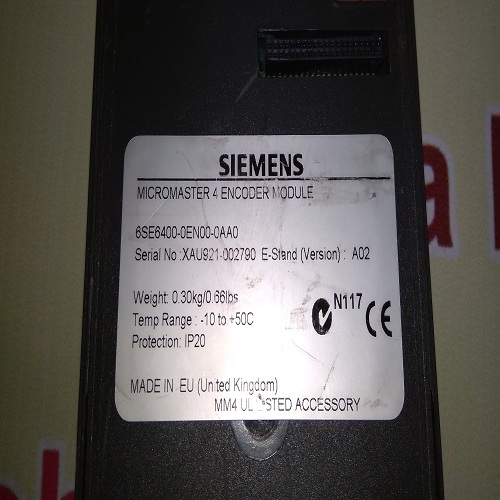 SIEMENS
MICROMASTER 4 ENCODER MODULE
6SE6400-0EN00-0AA0
Serial No :XAU921-002790 E-Stand (Version) : A02
Weight: 0.30kg/0.66lbs
N117
Temp Range : -10 to +50C
CE
Protection: IP20
MADE IN EU (United Kingdom)
MM4 UL LISTED ACCESSORY